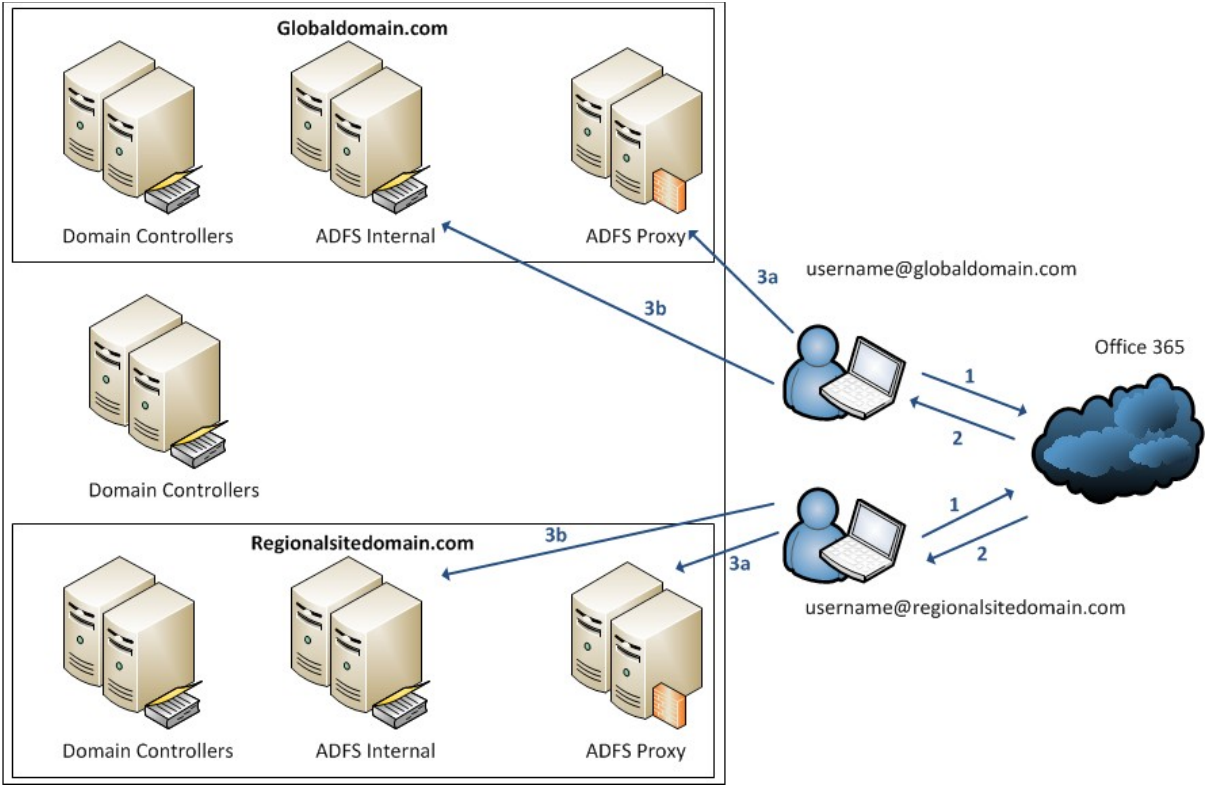 Globaldomain.com
Domain Controllers
ADFS Internal
ADFS Proxy
3a
3b
username@globaldomain.com
Office 365
1
2
Domain Controllers
Regionalsitedomain.com
3b
3a
1
2
username@regionalsitedomain.com
Domain Controllers
ADFS Internal
ADFS Proxy